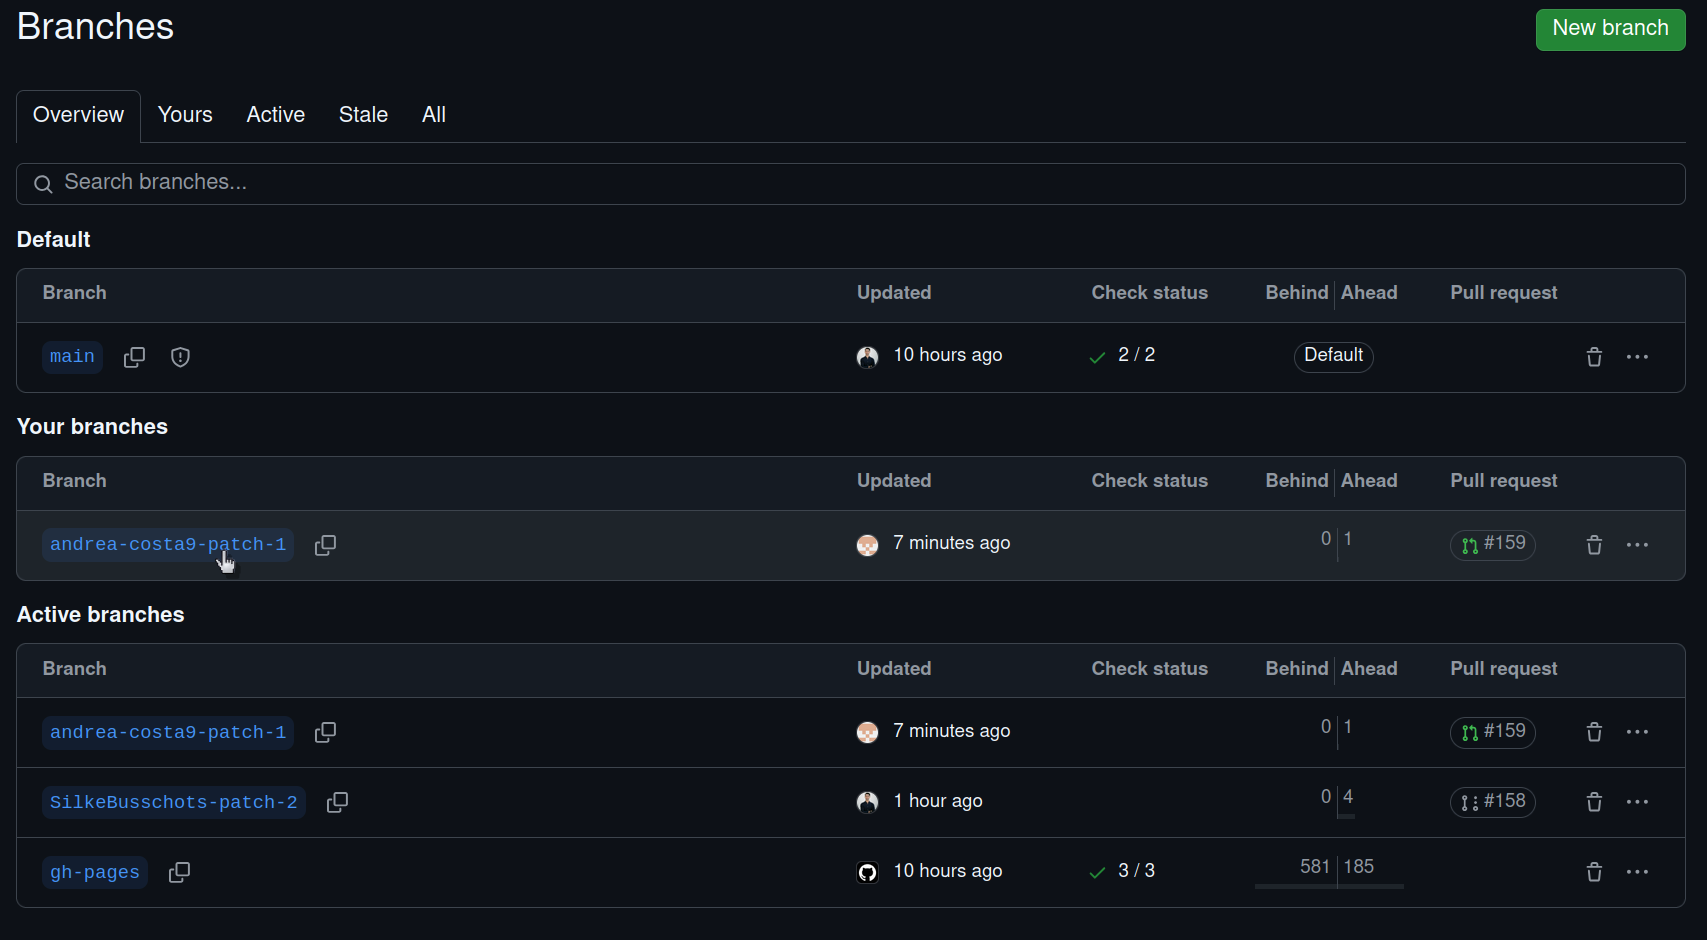 Branches
New branch
Overview Yours Active Stale All
Search branches...
Default
Branch Updated Check status Behind Ahead Pull request
main 10 hours ago 2 / 2 Default
Your branches
Branch Updated Check status Behind Ahead Pull request
andrea-costa9-patch-1 7 minutes ago 0 1 #159
Active branches
Branch Updated Check status Behind Ahead Pull request
andrea-costa9-patch-1 7 minutes ago 0 1 #159
SilkeBusschots-patch-2 1 hour ago 0 4 #158
gh-pages 10 hours ago 3 / 3 581 185